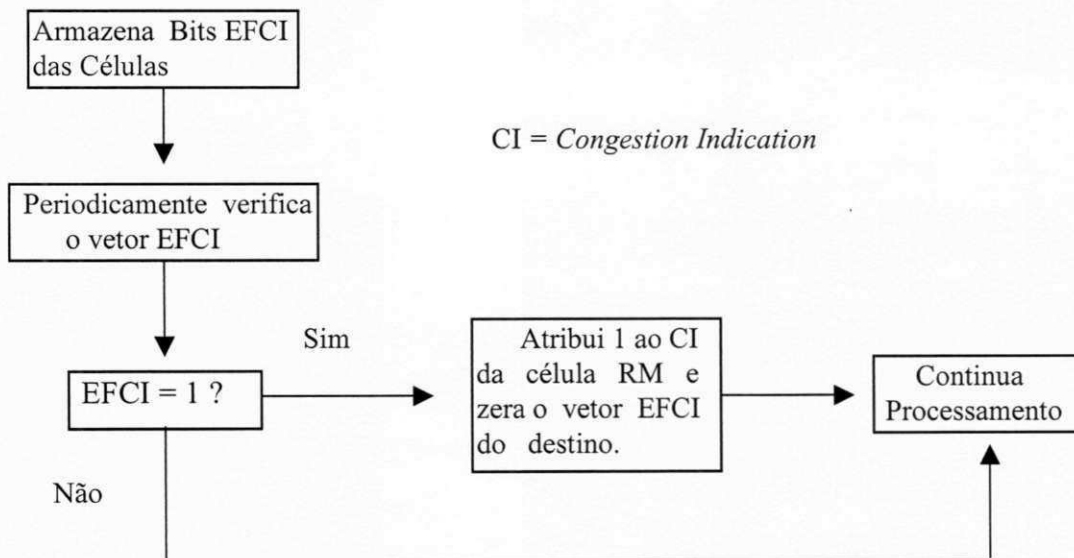 Armazena Bits EFCI
das Células
CI = Congestion Indication
Periodicamente verifica
o vetor EFCI
Sim
EFCI = 1 ?
Atribui 1 ao CI
da célula RM e
zera o vetor EFCI
do destino.
Continua
Processamento
Não